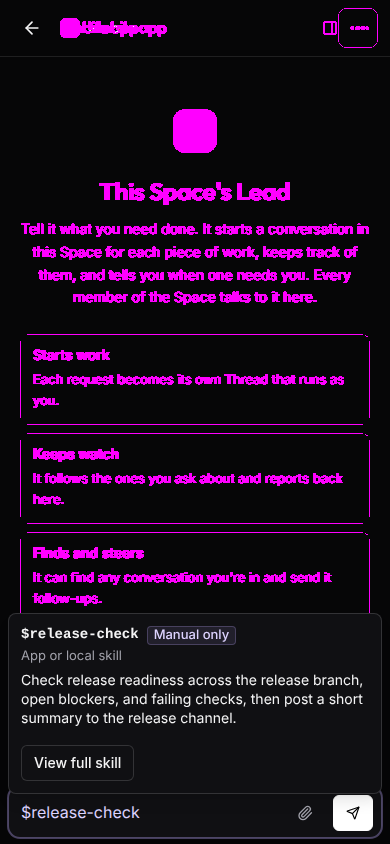 This Space's Lead
Tell it what you need done. It starts a conversation in
this Space for each piece of work, keeps track of
them, and tells you when one needs you. Every
member of the Space talks to it here.
Starts work
Each request becomes its own Thread that runs as
you.
Keeps watch
It follows the ones you ask about and reports back
here.
Finds and steers
It can find any conversation you're in and send it
follow-ups.
$release-check Manual only
App or local skill
Check release readiness across the release branch,
open blockers, and failing checks, then post a short
summary to the release channel.
View full skill
$release-check